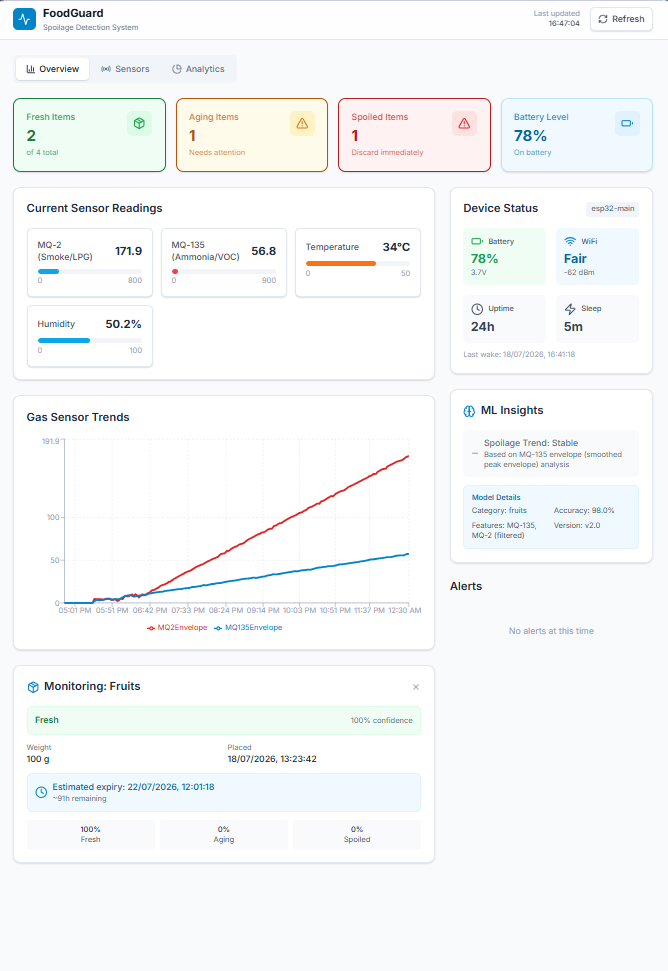 FoodGuard
Spoilage Detection System
Last updated
16:47:04
Refresh
Overview
Sensors
Analytics
Fresh Items
2
of 4 total
Aging Items
1
Needs attention
Spoiled Items
1
Discard immediately
Battery Level
78%
On battery
Current Sensor Readings
MQ-2
(Smoke/LPG)
171.9
0 800
MQ-135
(Ammonia/VOC)
56.8
0 900
Temperature
34°C
0 50
Humidity
50.2%
0 100
Device Status
esp32-main
Battery
78%
3.7V
WiFi
Fair
-62 dBm
Uptime
24h
Sleep
5m
Last wake: 18/07/2026, 16:41:18
Gas Sensor Trends
191.9
100
50
0
05:01 PM 05:51 PM 06:42 PM 07:33 PM 08:24 PM 09:14 PM 10:03 PM 10:51 PM 11:37 PM 12:30 AM
MQ2Envelope MQ135Envelope
ML Insights
Spoilage Trend: Stable
Based on MQ-135 envelope (smoothed
peak envelope) analysis
Model Details
Category: fruits
Accuracy: 98.0%
Features: MQ-135,
MQ-2 (filtered)
Version: v2.0
Alerts
No alerts at this time
Monitoring: Fruits
Fresh
100% confidence
Weight
100 g
Placed
18/07/2026, 13:23:42
Estimated expiry: 22/07/2026, 12:01:18
~91h remaining
100%
Fresh
0%
Aging
0%
Spoiled